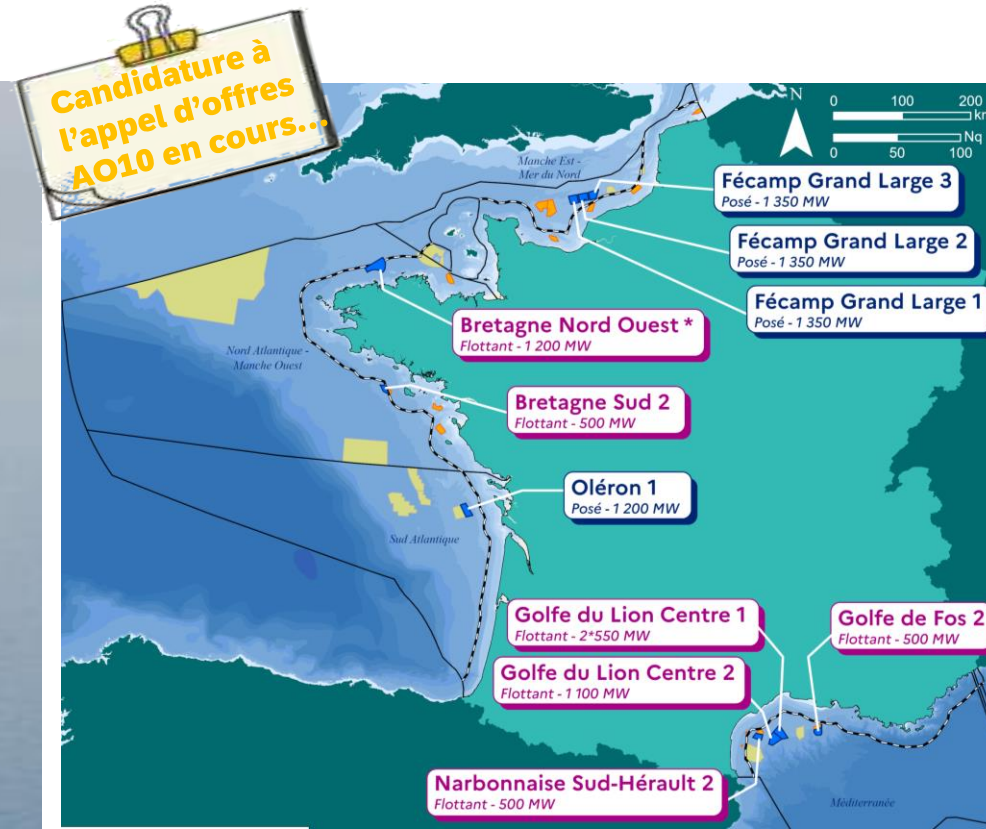 Candidature à
l'appel d'offres
AO10 en cours...
N
0 100 200
km
Nq
0 50 100
Manche Est -
Mer du Nord
Fécamp Grand Large 3
Posé - 1 350 MW
Fécamp Grand Large 2
Posé - 1 350 MW
Fécamp Grand Large 1
Posé - 1 350 MW
Bretagne Nord Ouest *
Flottant - 1 200 MW
Nord Atlantique -
Manche Ouest
Bretagne Sud 2
Flottant - 500 MW
Oléron 1
Posé - 1 200 MW
Sud Atlantique
Golfe du Lion Centre 1
Flottant - 2*550 MW
Golfe de Fos 2
Flottant - 500 MW
Golfe du Lion Centre 2
Flottant - 1 100 MW
Narbonnaise Sud-Hérault 2
Flottant - 500 MW
Méditerranée